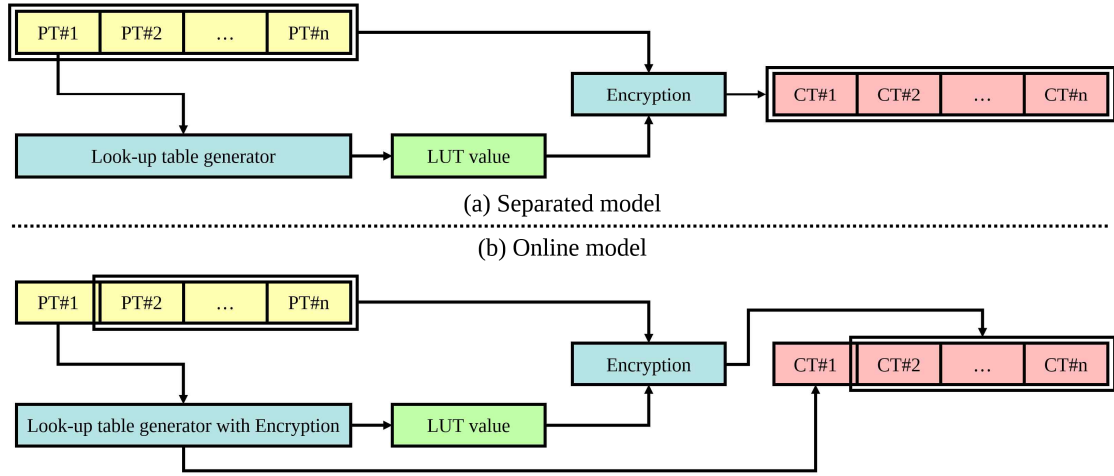 PT#1 PT#2 … PT#n
Encryption
CT#1 CT#2 … CT#n
Look-up table generator
LUT value
(a) Separated model
(b) Online model
PT#1 PT#2 … PT#n
Encryption
CT#1 CT#2 … CT#n
Look-up table generator with Encryption
LUT value